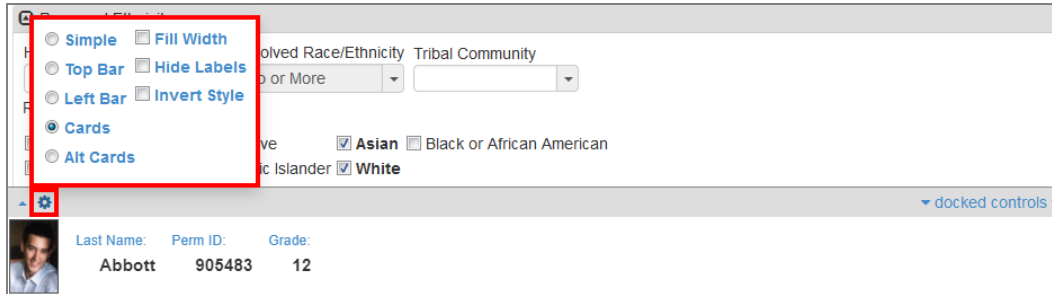 Simple Fill Width
Top Bar Hide Labels
Left Bar Invert Style
Cards
Alt Cards
olved Race/Ethnicity Tribal Community
o or More
ve Asian Black or African American
ic Islander White
docked controls
Last Name: Perm ID: Grade:
Abbott 905483 12